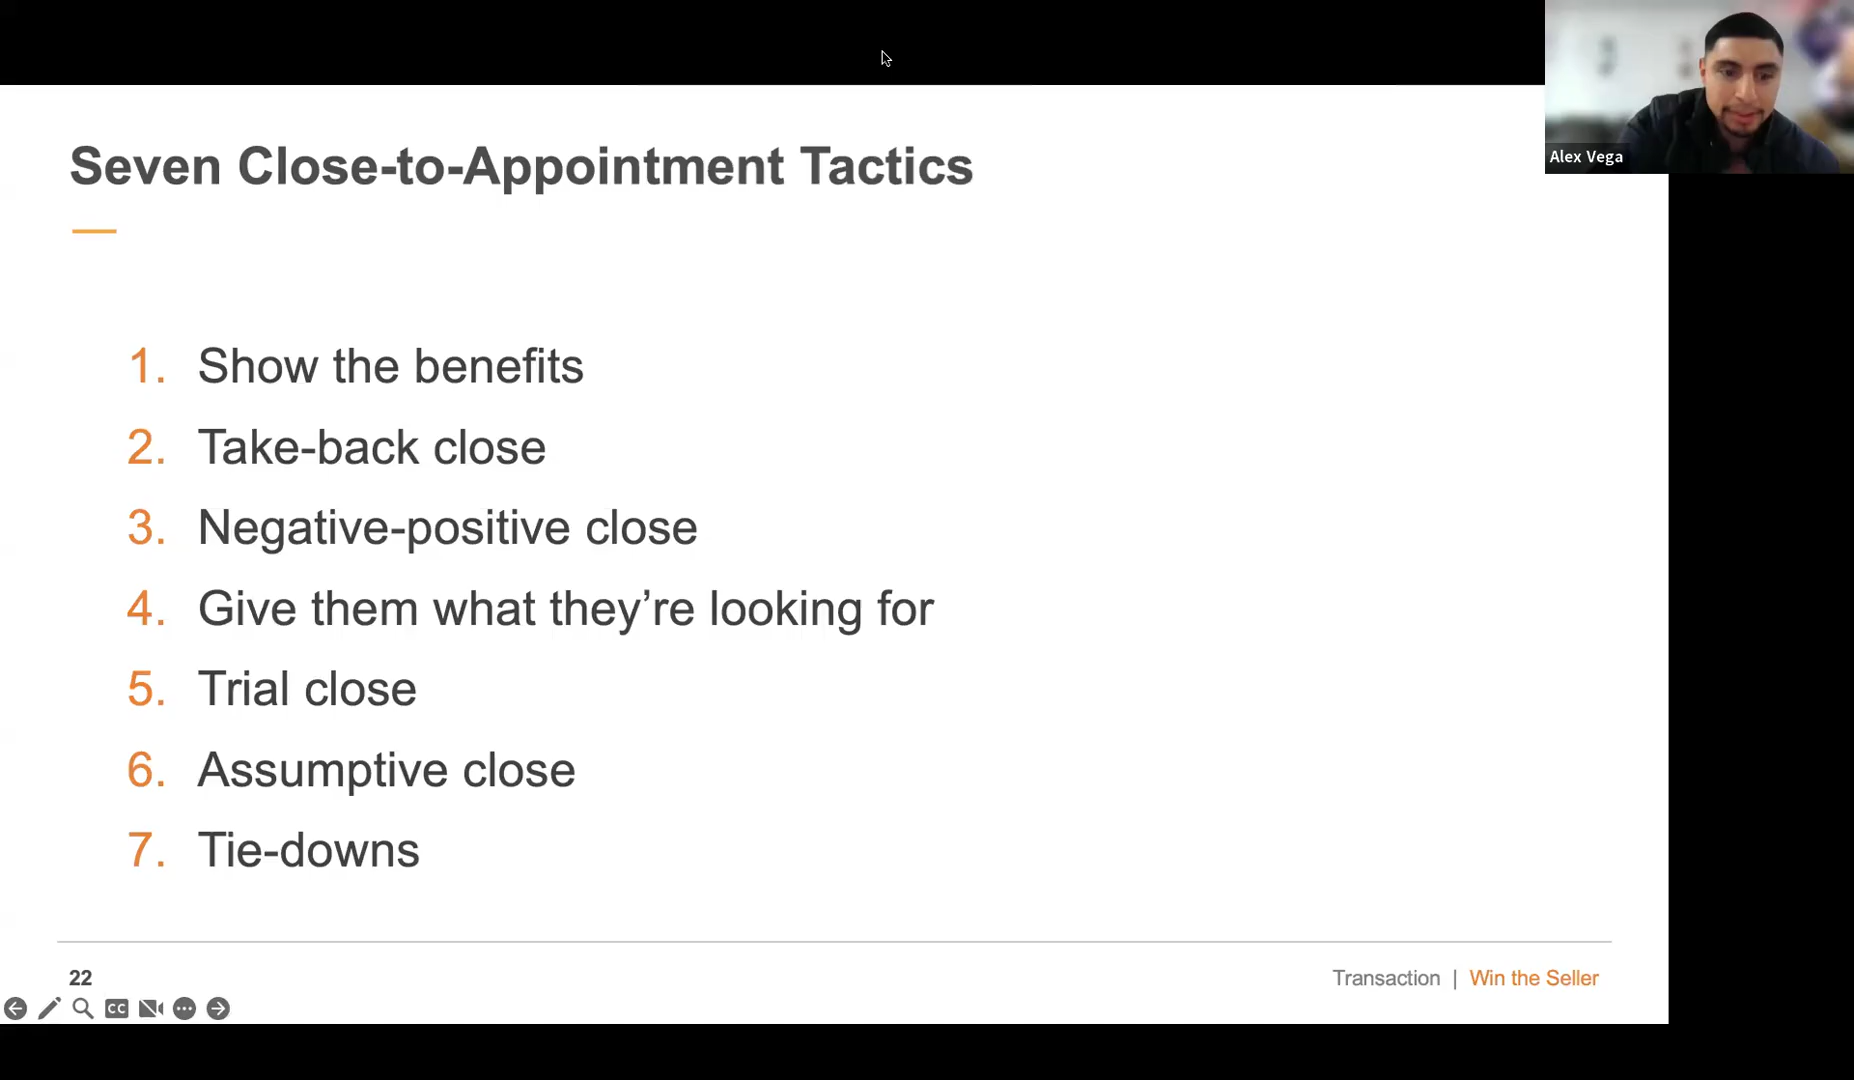 Alex Vega
Seven Close-to-Appointment Tactics
1. Show the benefits
2. Take-back close
3. Negative-positive close
4. Give them what they’re looking for
5. Trial close
6. Assumptive close
7. Tie-downs
22
Transaction | Win the Seller
CC